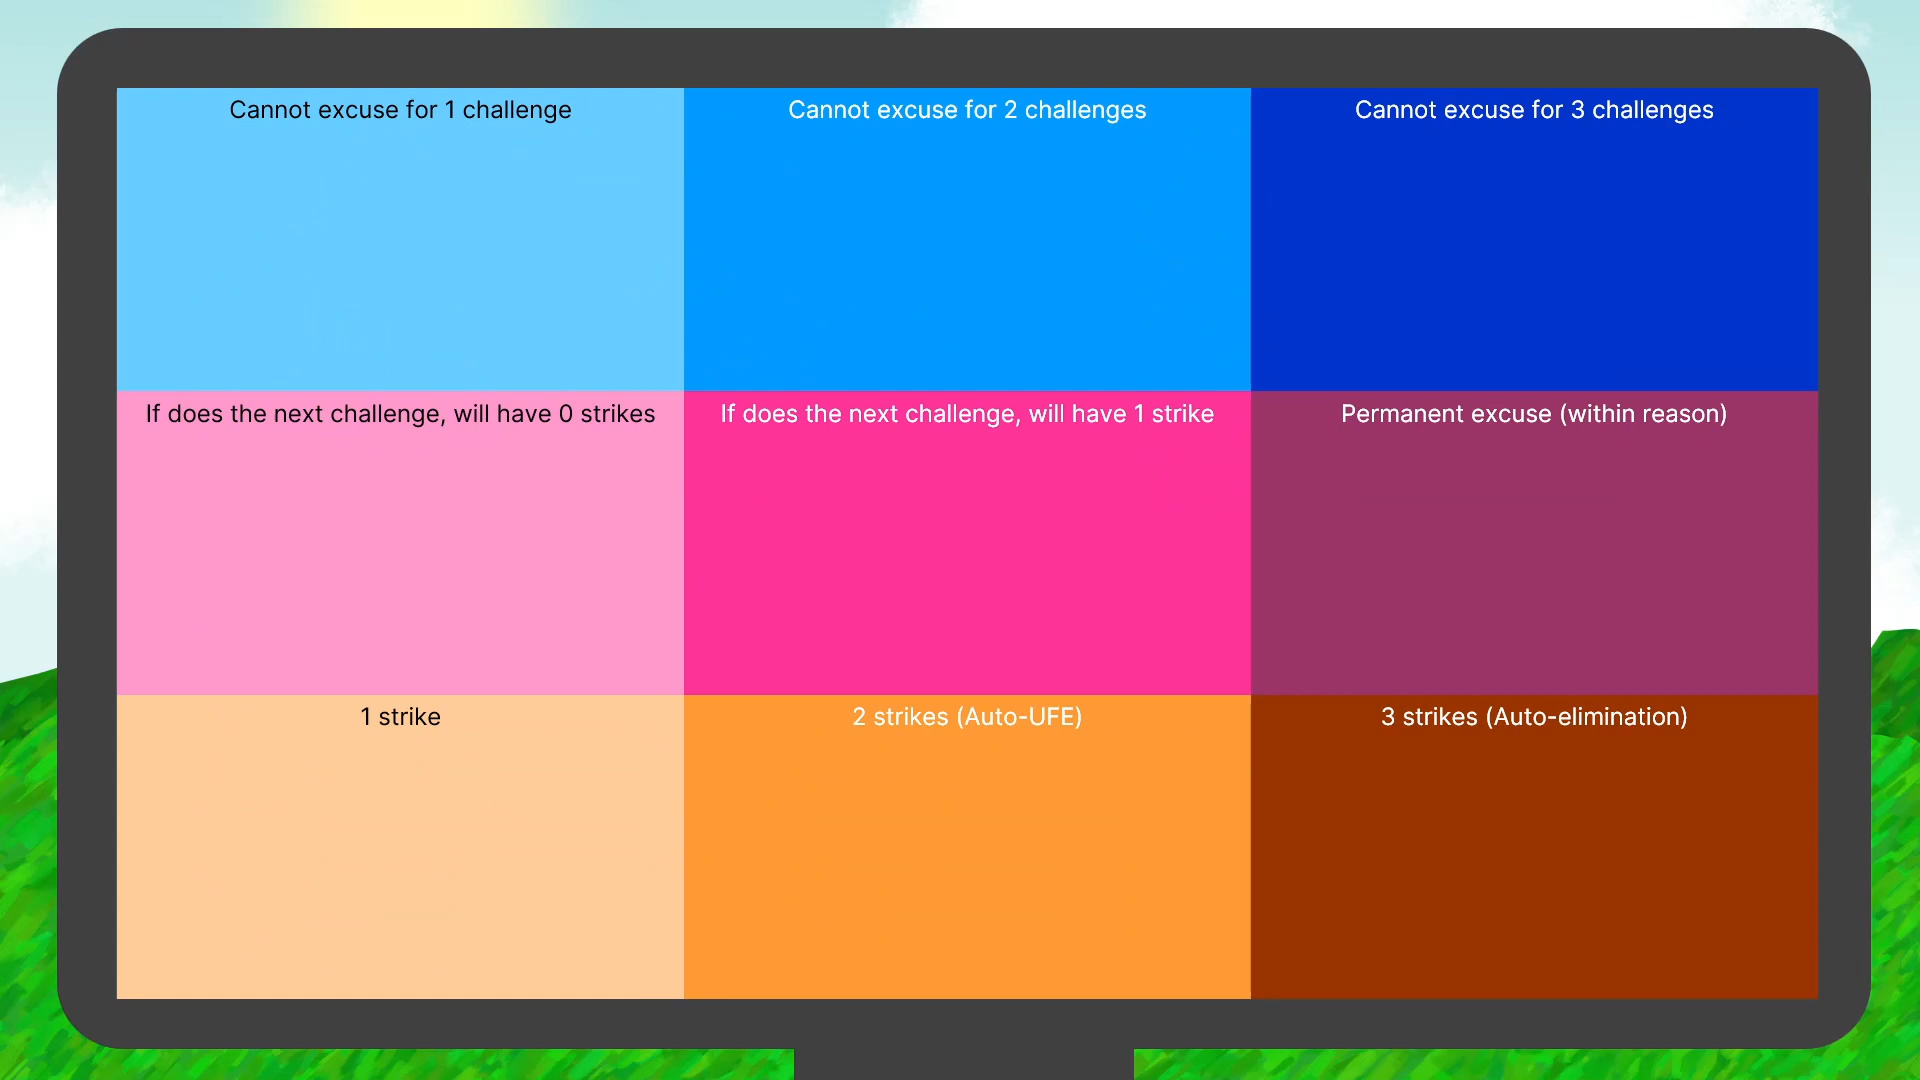 Cannot excuse for 1 challenge
Cannot excuse for 2 challenges
Cannot excuse for 3 challenges
If does the next challenge, will have 0 strikes
If does the next challenge, will have 1 strike
Permanent excuse (within reason)
1 strike
2 strikes (Auto-UFE)
3 strikes (Auto-elimination)